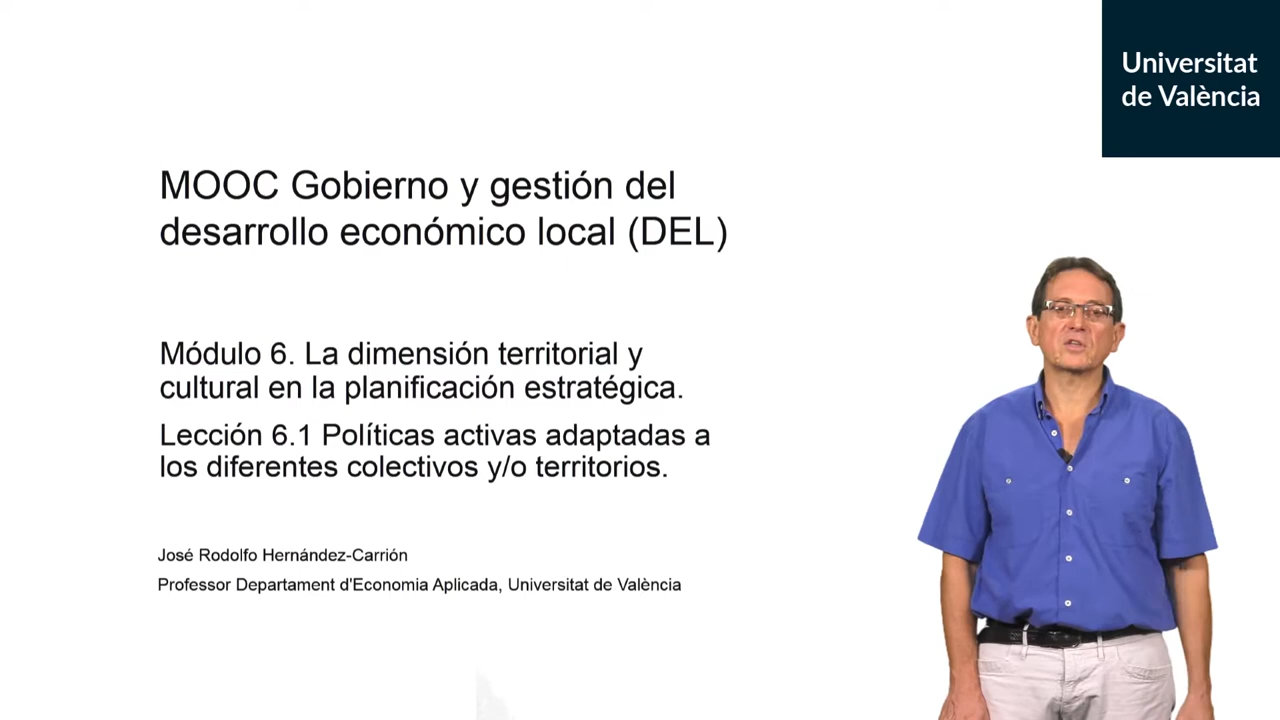 Universitat
de València
MOOC Gobierno y gestión del
desarrollo económico local (DEL)
Módulo 6. La dimensión territorial y
cultural en la planificación estratégica.
Lección 6.1 Políticas activas adaptadas a
los diferentes colectivos y/o territorios.
José Rodolfo Hernández-Carrión
Professor Departament d'Economia Aplicada, Universitat de València